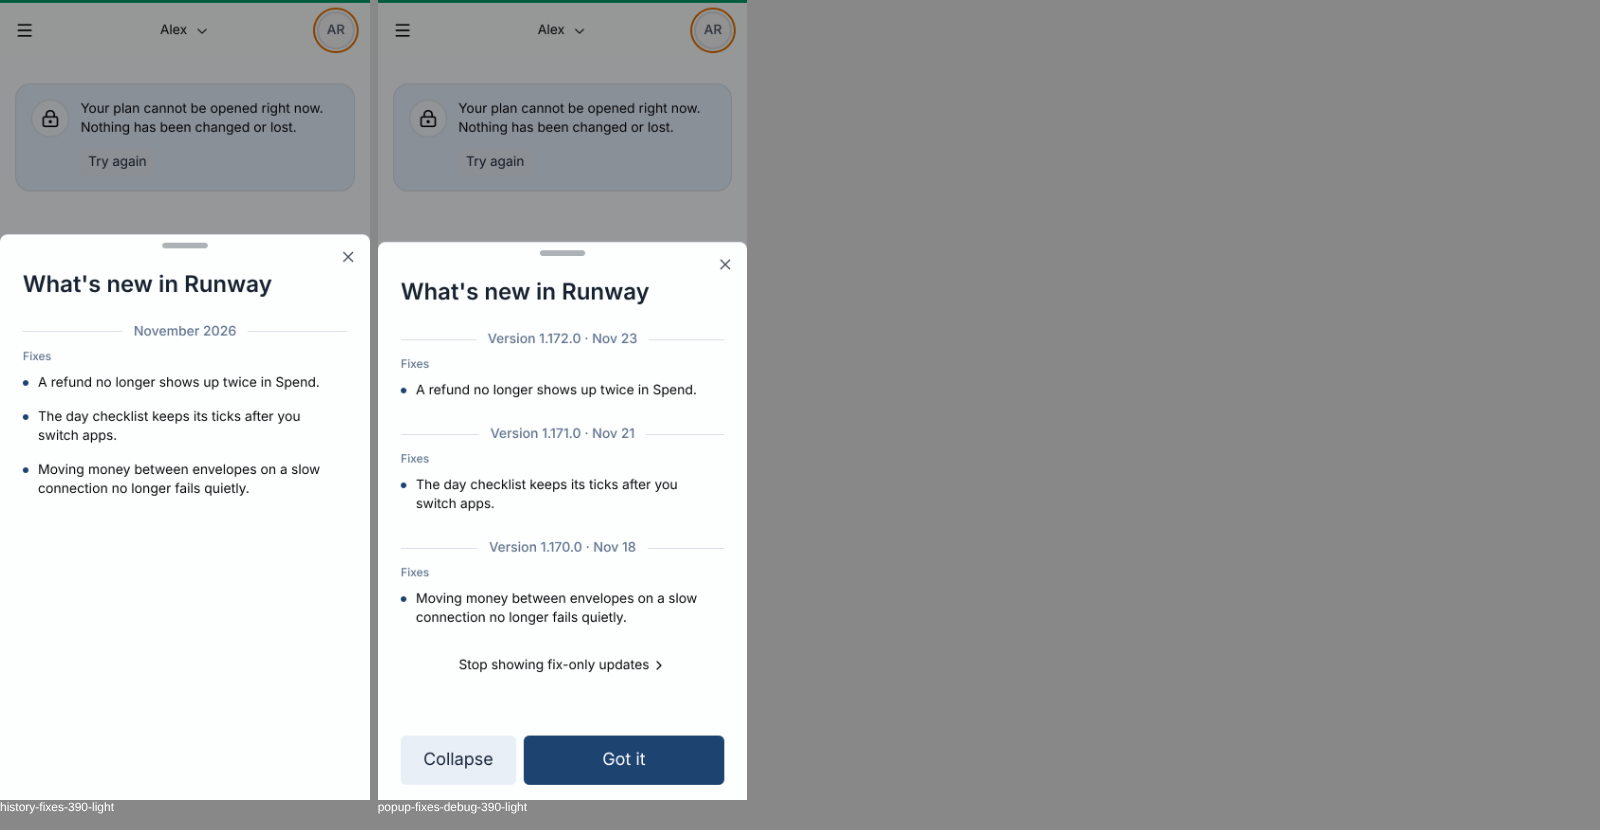 Alex
AR
Your plan cannot be opened right now.
Nothing has been changed or lost.
Try again
What's new in Runway
November 2026
Fixes
A refund no longer shows up twice in Spend.
The day checklist keeps its ticks after you
switch apps.
Moving money between envelopes on a slow
connection no longer fails quietly.
history-fixes-390-light
Alex
AR
Your plan cannot be opened right now.
Nothing has been changed or lost.
Try again
What's new in Runway
Version 1.172.0 · Nov 23
Fixes
A refund no longer shows up twice in Spend.
Version 1.171.0 · Nov 21
Fixes
The day checklist keeps its ticks after you
switch apps.
Version 1.170.0 · Nov 18
Fixes
Moving money between envelopes on a slow
connection no longer fails quietly.
Stop showing fix-only updates
Collapse
Got it
popup-fixes-debug-390-light